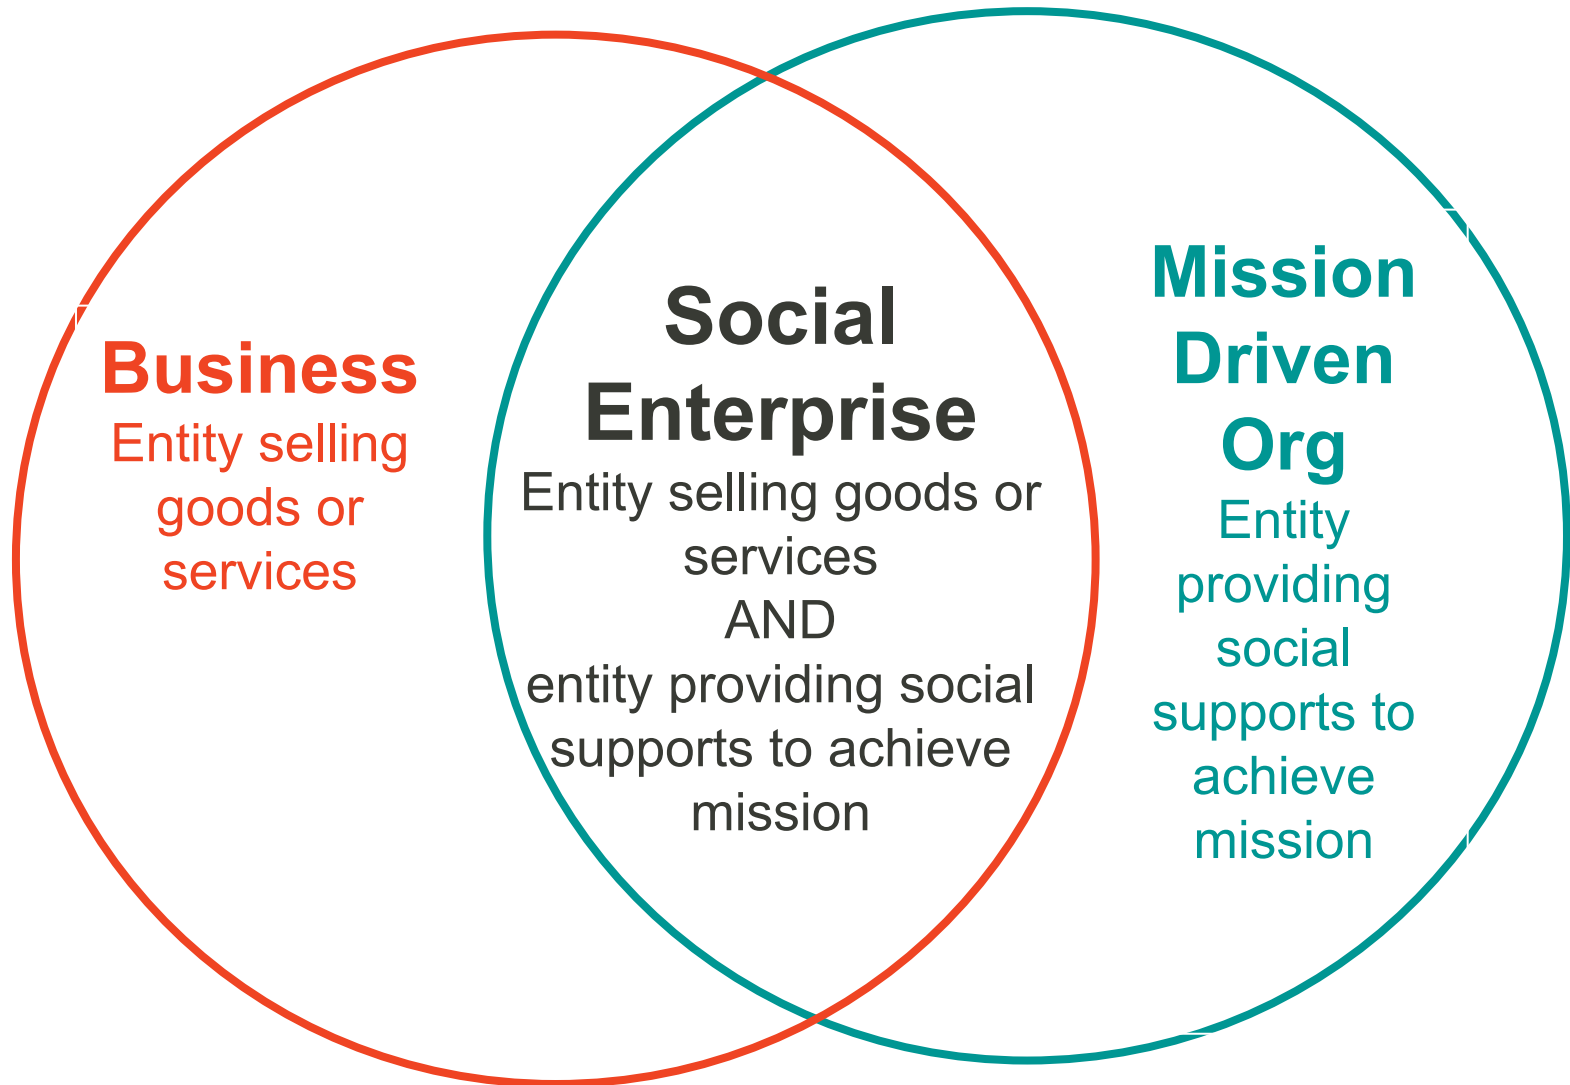 Business
Entity selling
goods or
services
Social
Enterprise
Entity selling goods or
services
AND
entity providing social
supports to achieve
mission
Mission
Driven
Org
Entity
providing
social
supports to
achieve
mission